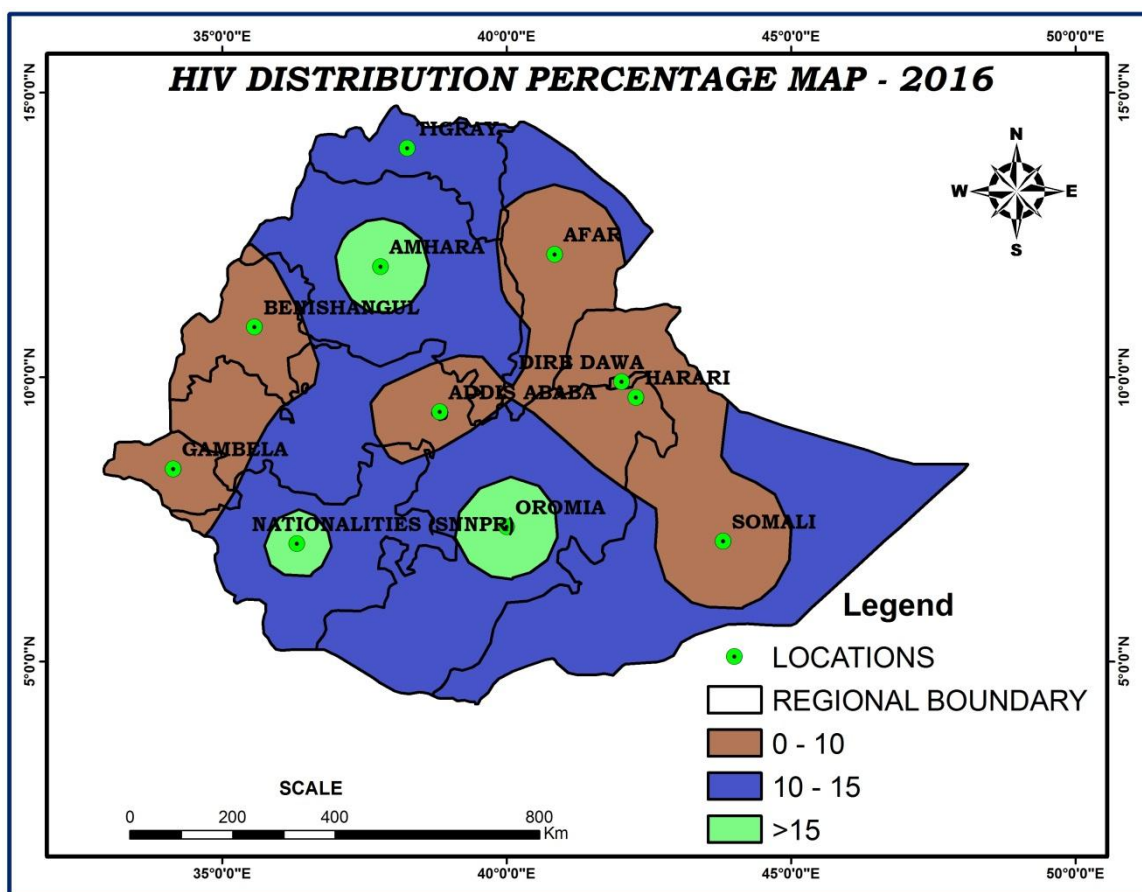 35°0'0"E 40°0'0"E 45°0'0"E 50°0'0"E
HIV DISTRIBUTION PERCENTAGE MAP - 2016
15°0'0"N 15°0'0"N
TIGRAY
N
W E
S
AMHARA
AFAR
BENISHANGUL
DIRB DAWA
HARARI
10°0'0"N 10°0'0"N
ADDIS ABABA
GAMBELA
NATIONALITIES (SNNPR)
OROMIA
SOMALI
Legend
LOCATIONS
5°0'0"N 5°0'0"N
REGIONAL BOUNDARY
0 - 10
10 - 15
>15
SCALE
0 200 400 800
Km
35°0'0"E 40°0'0"E 45°0'0"E 50°0'0"E